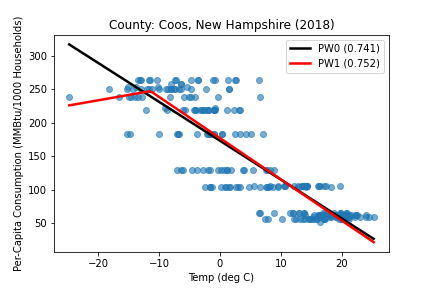 County: Coos, New Hampshire (2018)
PW0 (0.741)
PW1 (0.752)
Per-Capita Consumption (MMBtu/1000 Households)
300
250
200
150
100
50
−20 −10 0 10 20
Temp (deg C)